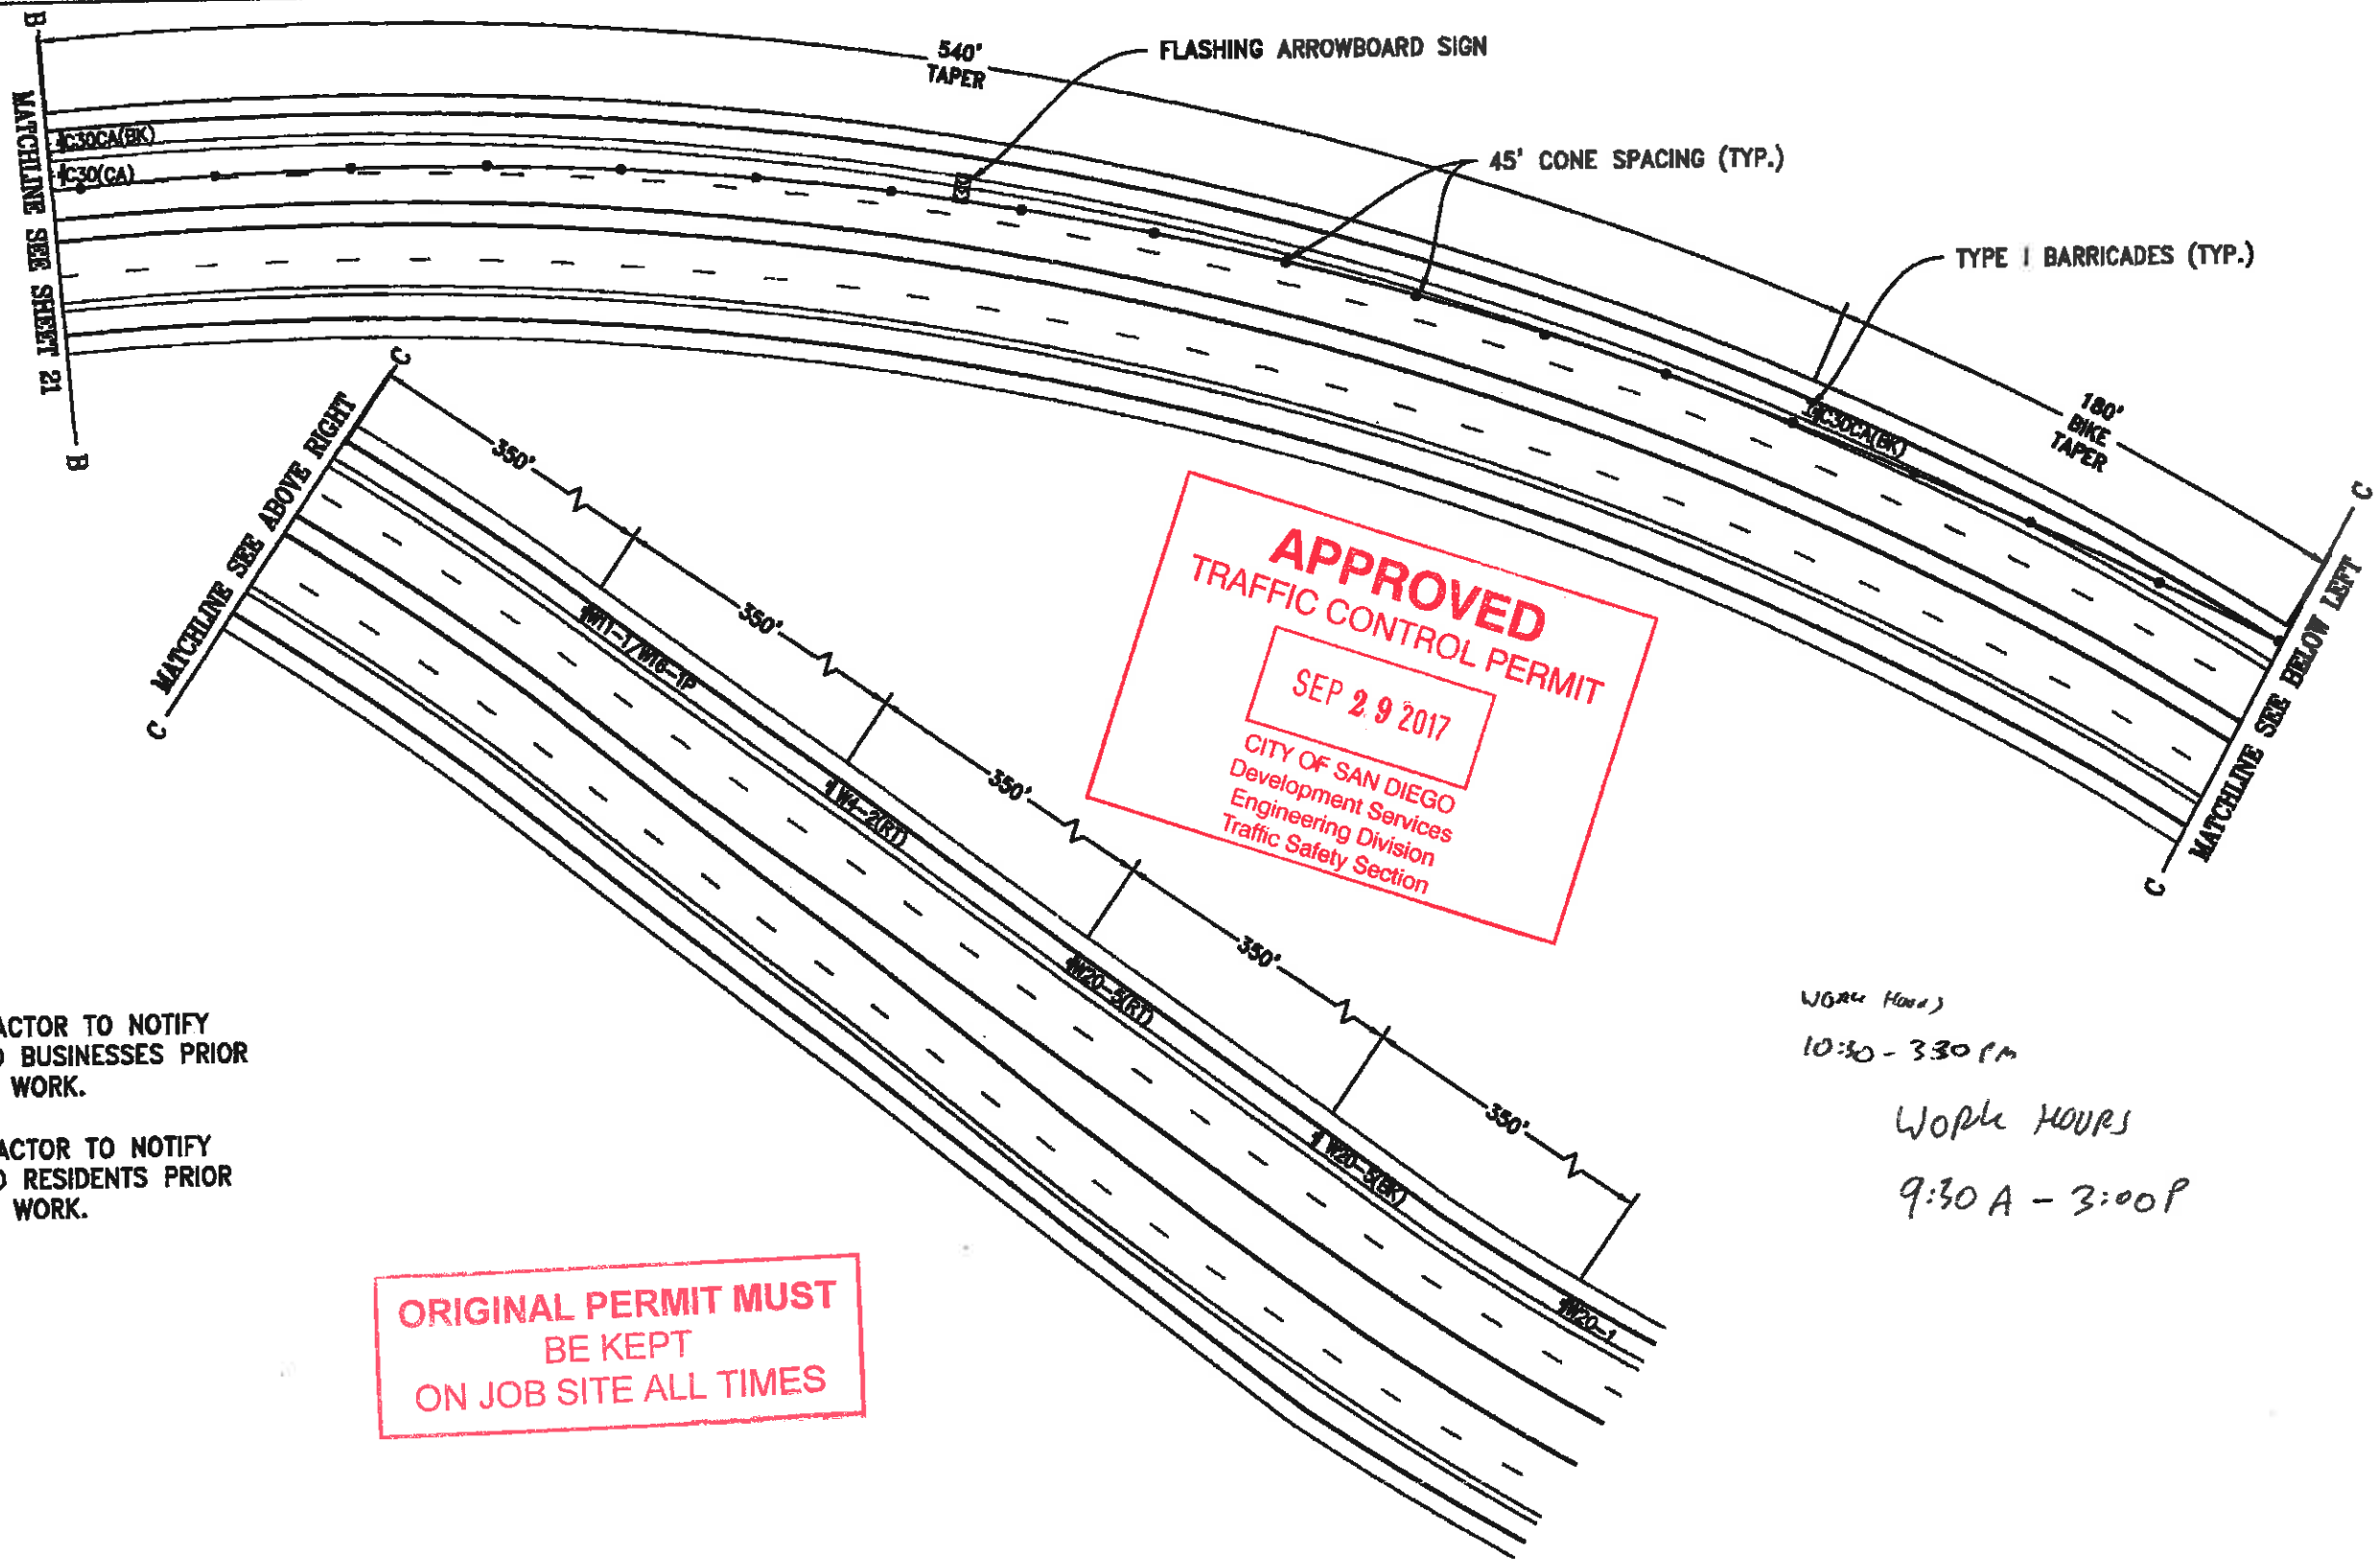 B
540'
TAPER
FLASHING ARROWBOARD SIGN
MATCHLINE SEE SHEET 21
C30CA(BK)
C30(CA)
45' CONE SPACING (TYP.)
TYPE I BARRICADES (TYP.)
C30CA(BK)
180'
BIKE
TAPER
B
C
MATCHLINE SEE BELOW LEFT
C
C
MATCHLINE SEE ABOVE RIGHT
C
350'
W11-1/W16-1P
350'
W4-2(RT)
350'
W20-5(RT)
350'
W20-5(BK)
350'
W20-1
APPROVED
TRAFFIC CONTROL PERMIT
SEP 29 2017
CITY OF SAN DIEGO
Development Services
Engineering Division
Traffic Safety Section
ACTOR TO NOTIFY
BUSINESSES PRIOR
WORK.
ACTOR TO NOTIFY
RESIDENTS PRIOR
WORK.
WORK HOURS
10:30 - 3:30 PM
WORK HOURS
9:30 A - 3:00 P
ORIGINAL PERMIT MUST
BE KEPT
ON JOB SITE ALL TIMES